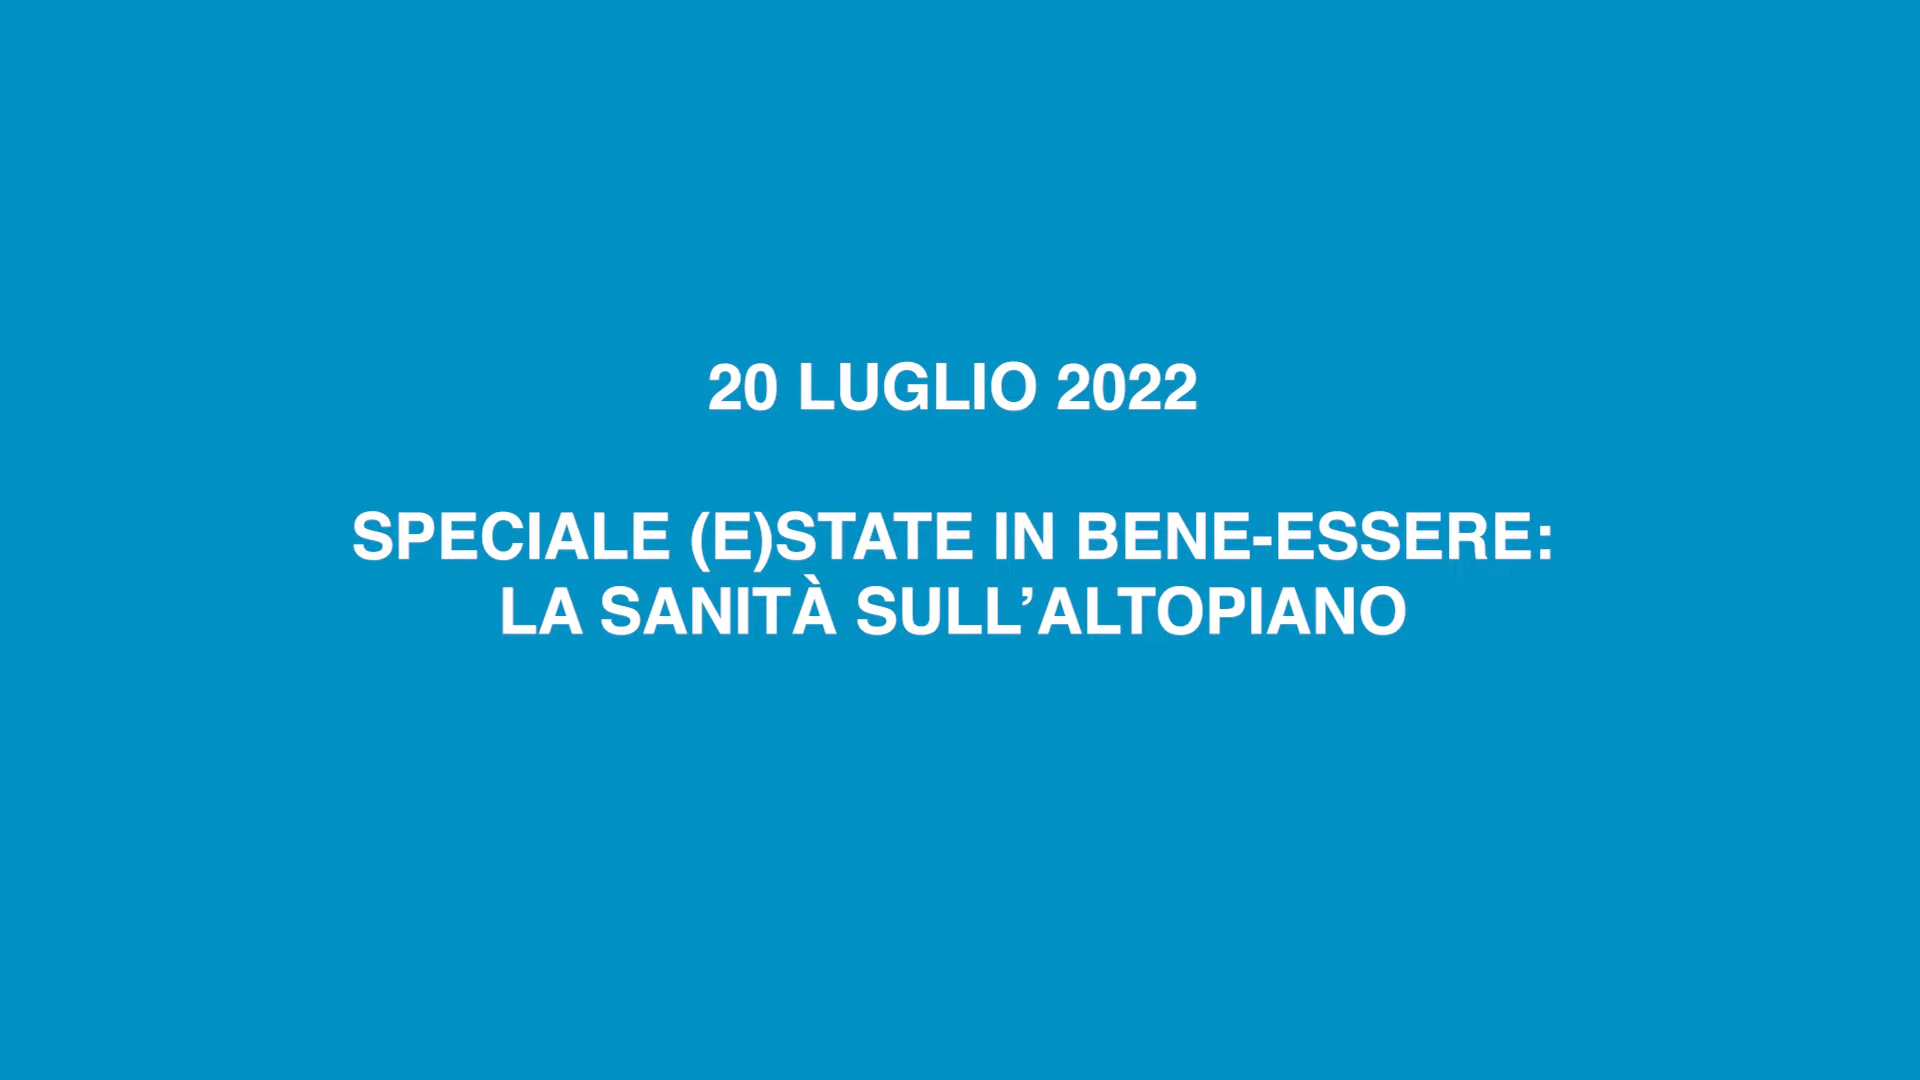 20 LUGLIO 2022
SPECIALE (E)STATE IN BENE-ESSERE:
LA SANITÀ SULL’ALTOPIANO